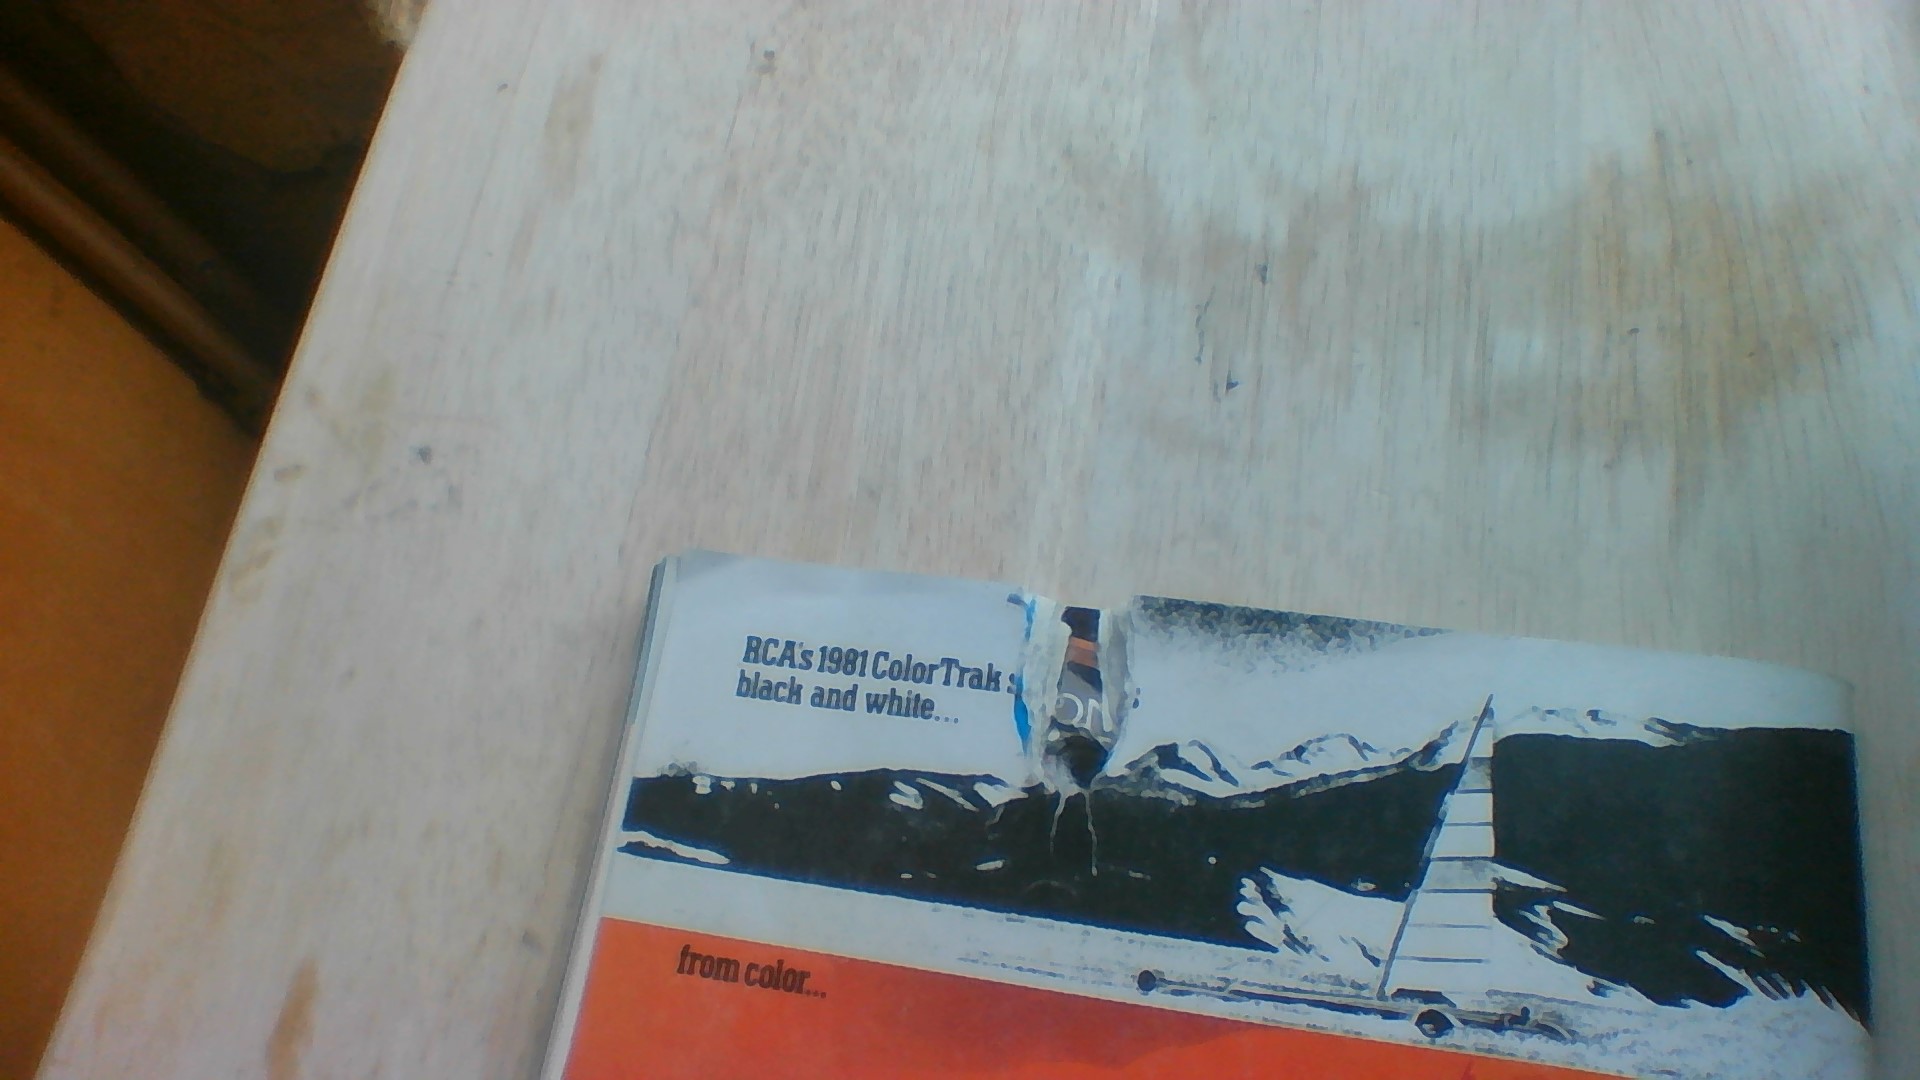 RCA's 1981 ColorTrak
black and white...
from color...